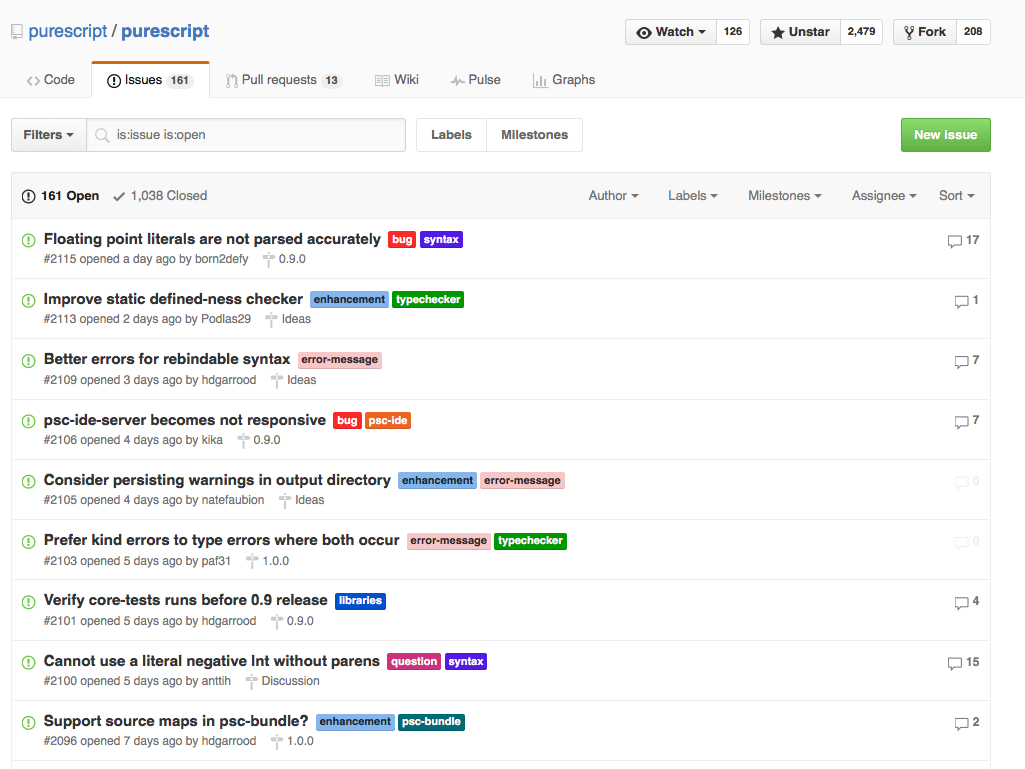 purescript / purescript Watch 126 Unstar 2,479 Fork 208
Code Issues 161 Pull requests 13 Wiki Pulse Graphs
Filters is:issue is:open Labels Milestones New issue
161 Open 1,038 Closed Author Labels Milestones Assignee Sort
Floating point literals are not parsed accurately bug syntax 17
#2115 opened a day ago by born2defy 0.9.0
Improve static defined-ness checker enhancement typechecker 1
#2113 opened 2 days ago by Podlas29 Ideas
Better errors for rebindable syntax error-message 7
#2109 opened 3 days ago by hdgarrood Ideas
psc-ide-server becomes not responsive bug psc-ide 7
#2106 opened 4 days ago by kika 0.9.0
Consider persisting warnings in output directory enhancement error-message 0
#2105 opened 4 days ago by natefaubion Ideas
Prefer kind errors to type errors where both occur error-message typechecker 0
#2103 opened 5 days ago by paf31 1.0.0
Verify core-tests runs before 0.9 release libraries 4
#2101 opened 5 days ago by hdgarrood 0.9.0
Cannot use a literal negative Int without parens question syntax 15
#2100 opened 5 days ago by anttih Discussion
Support source maps in psc-bundle? enhancement psc-bundle 2
#2096 opened 7 days ago by hdgarrood 1.0.0